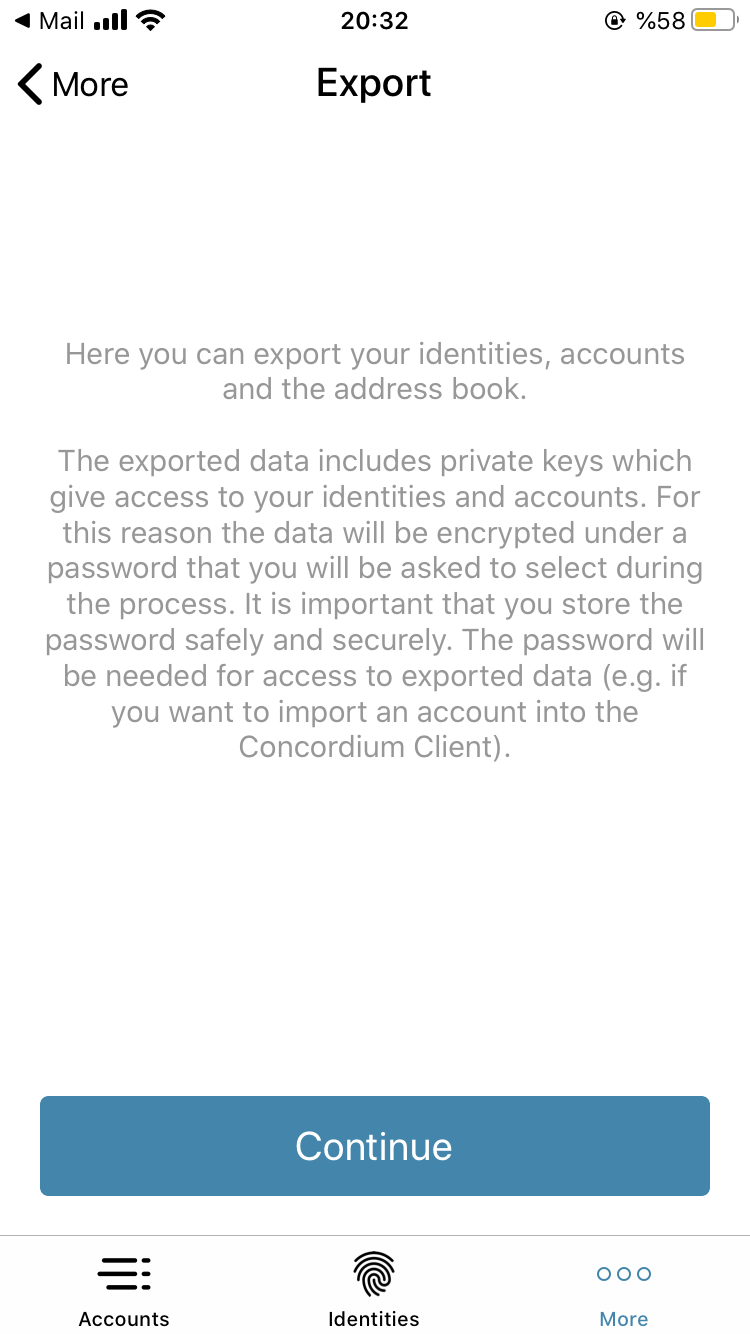 Mail 20:32 %58
More Export
Here you can export your identities, accounts
and the address book.
The exported data includes private keys which
give access to your identities and accounts. For
this reason the data will be encrypted under a
password that you will be asked to select during
the process. It is important that you store the
password safely and securely. The password will
be needed for access to exported data (e.g. if
you want to import an account into the
Concordium Client).
Continue
Accounts Identities More